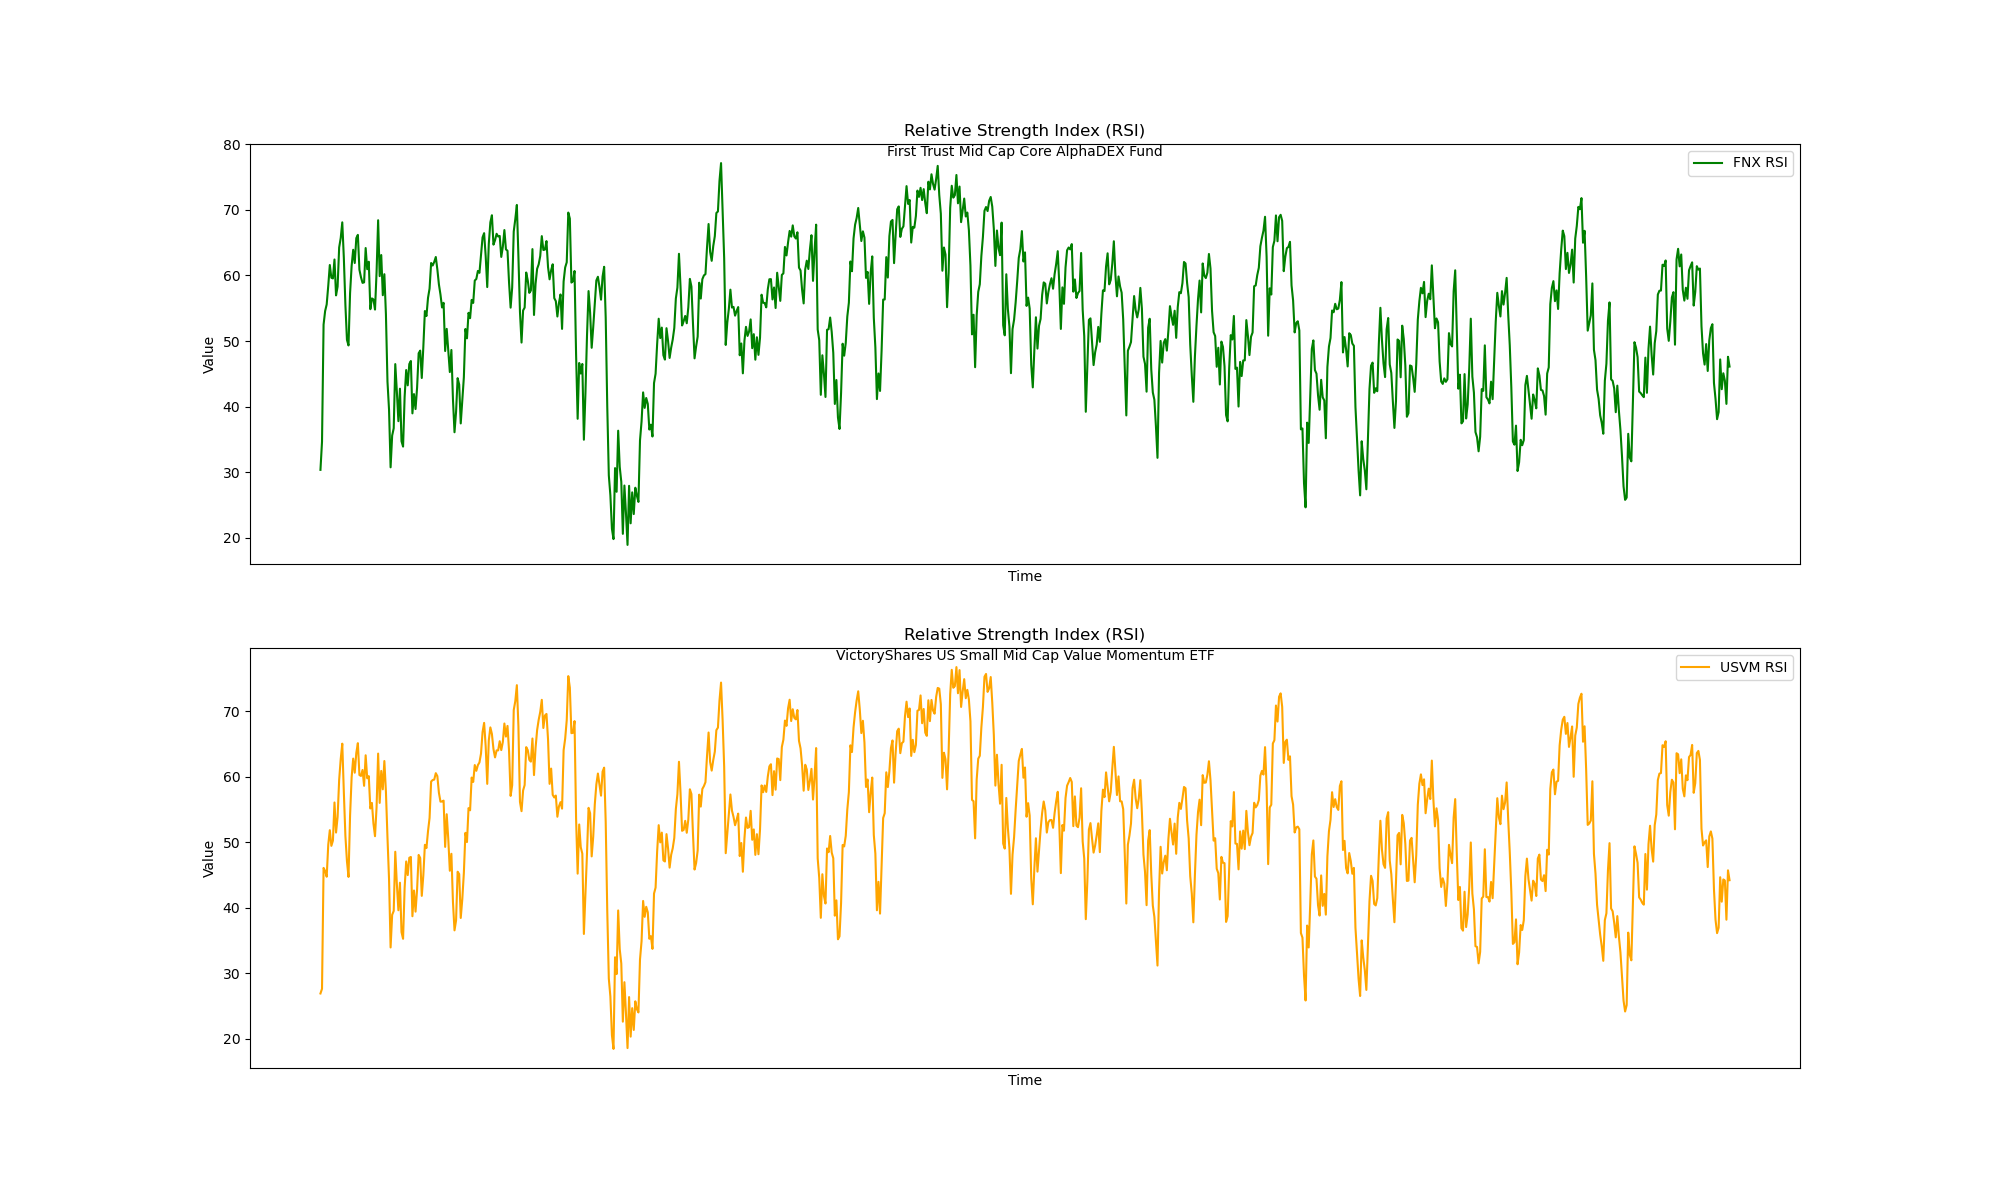 Relative Strength Index (RSI)
First Trust Mid Cap Core AlphaDEX Fund
FNX RSI
80
70
60
50
40
30
20
Value
Time
Relative Strength Index (RSI)
VictoryShares US Small Mid Cap Value Momentum ETF
USVM RSI
70
60
50
40
30
20
Value
Time